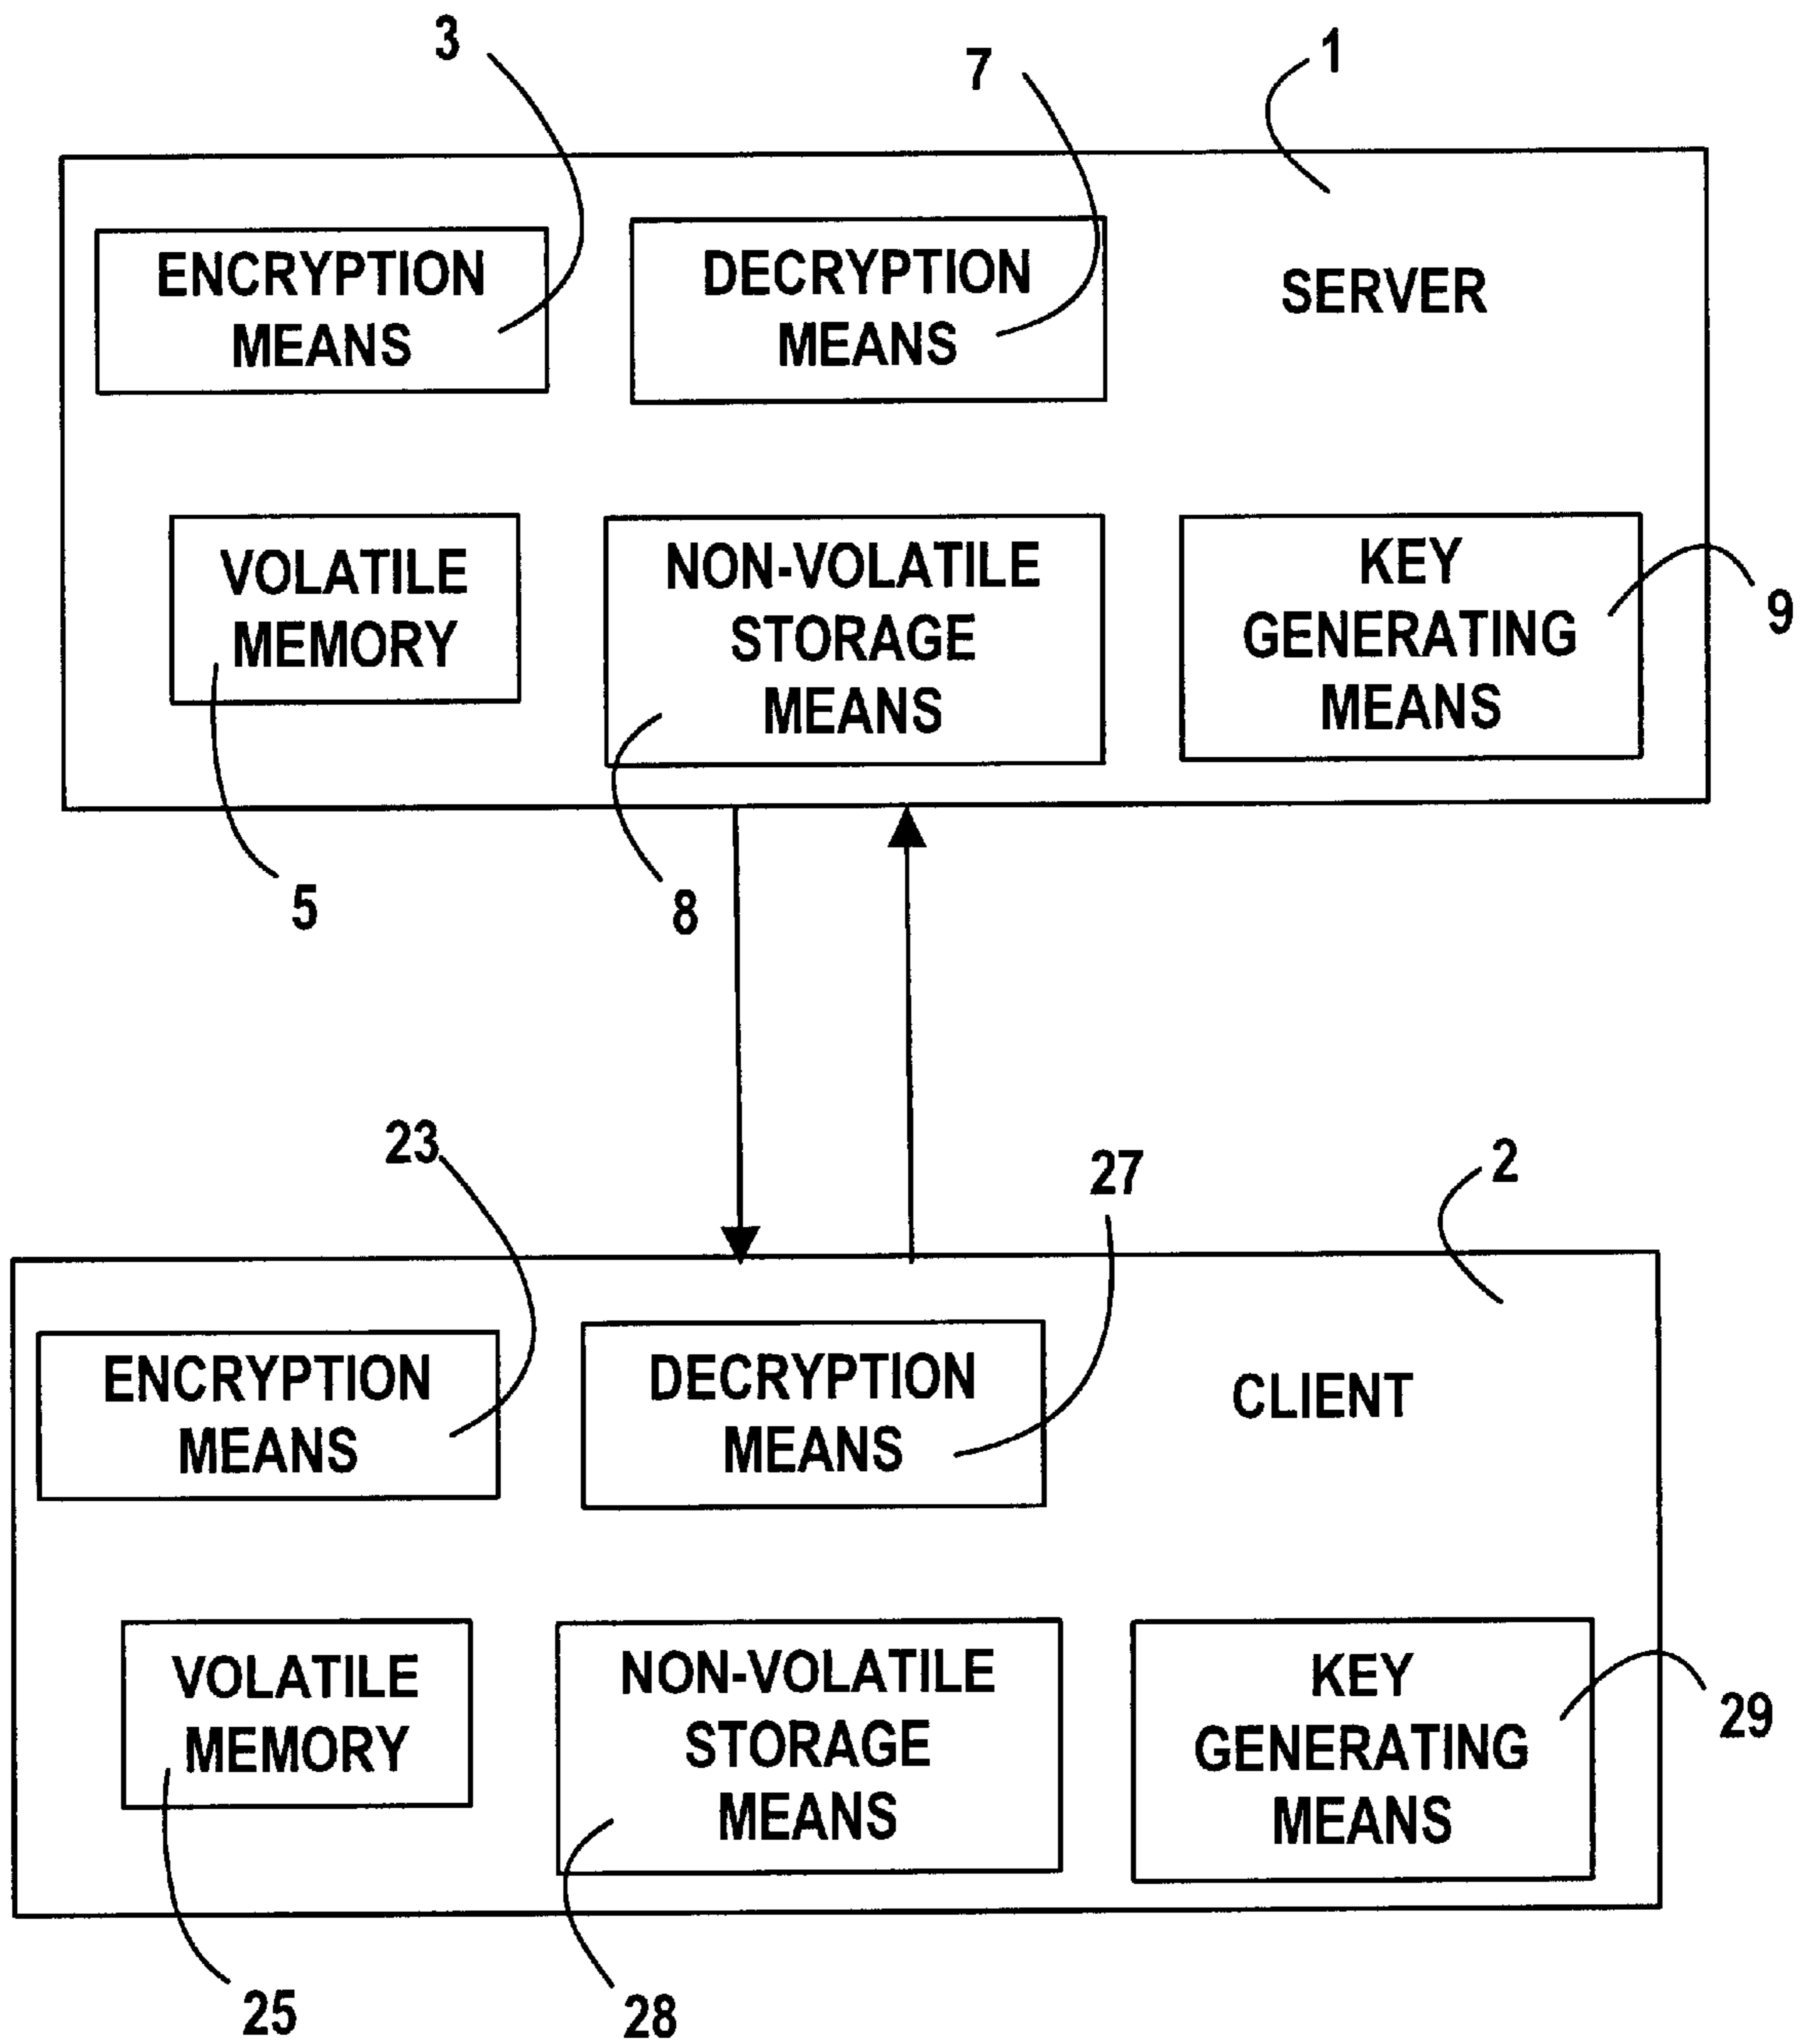 3
7
1
ENCRYPTION
MEANS
DECRYPTION
MEANS
SERVER
VOLATILE
MEMORY
NON-VOLATILE
STORAGE
MEANS
KEY
GENERATING
MEANS
9
5
8
23
27
2
ENCRYPTION
MEANS
DECRYPTION
MEANS
CLIENT
VOLATILE
MEMORY
NON-VOLATILE
STORAGE
MEANS
KEY
GENERATING
MEANS
29
25
28